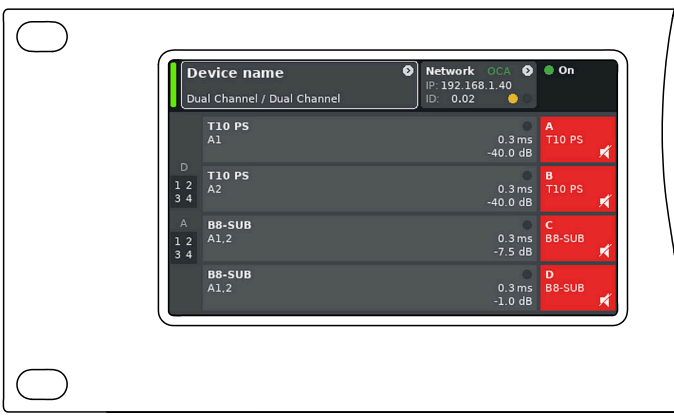 Device name
Dual Channel / Dual Channel
Network OCA
IP: 192.168.1.40
ID: 0.02
On
D
1 2
3 4
A
1 2
3 4
T10 PS
A1
0.3 ms
-40.0 dB
A
T10 PS
T10 PS
A2
0.3 ms
-40.0 dB
B
T10 PS
B8-SUB
A1,2
0.3 ms
-7.5 dB
C
B8-SUB
B8-SUB
A1,2
0.3 ms
-1.0 dB
D
B8-SUB